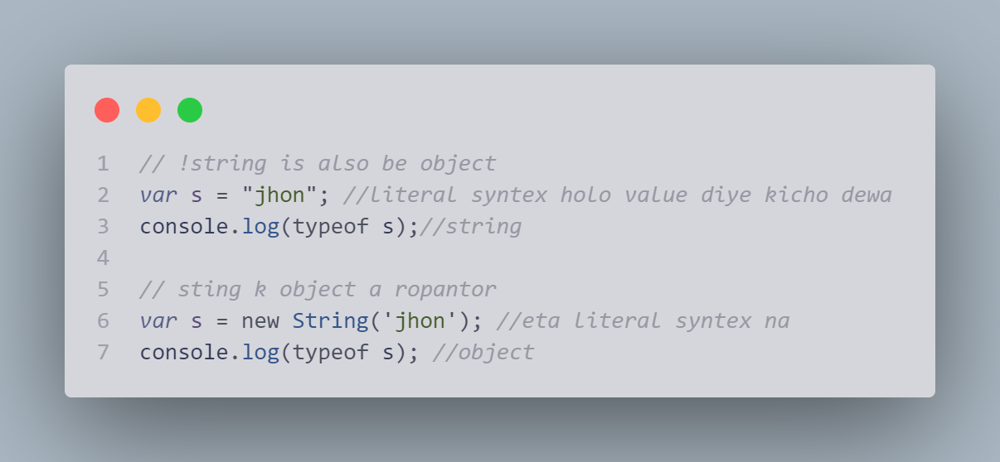 1 // !string is also be object
2 var s = "jhon"; //literal syntex holo value diye kicho dewa
3 console.log(typeof s);//string
4
5 // sting k object a ropantor
6 var s = new String('jhon'); //eta literal syntex na
7 console.log(typeof s); //object